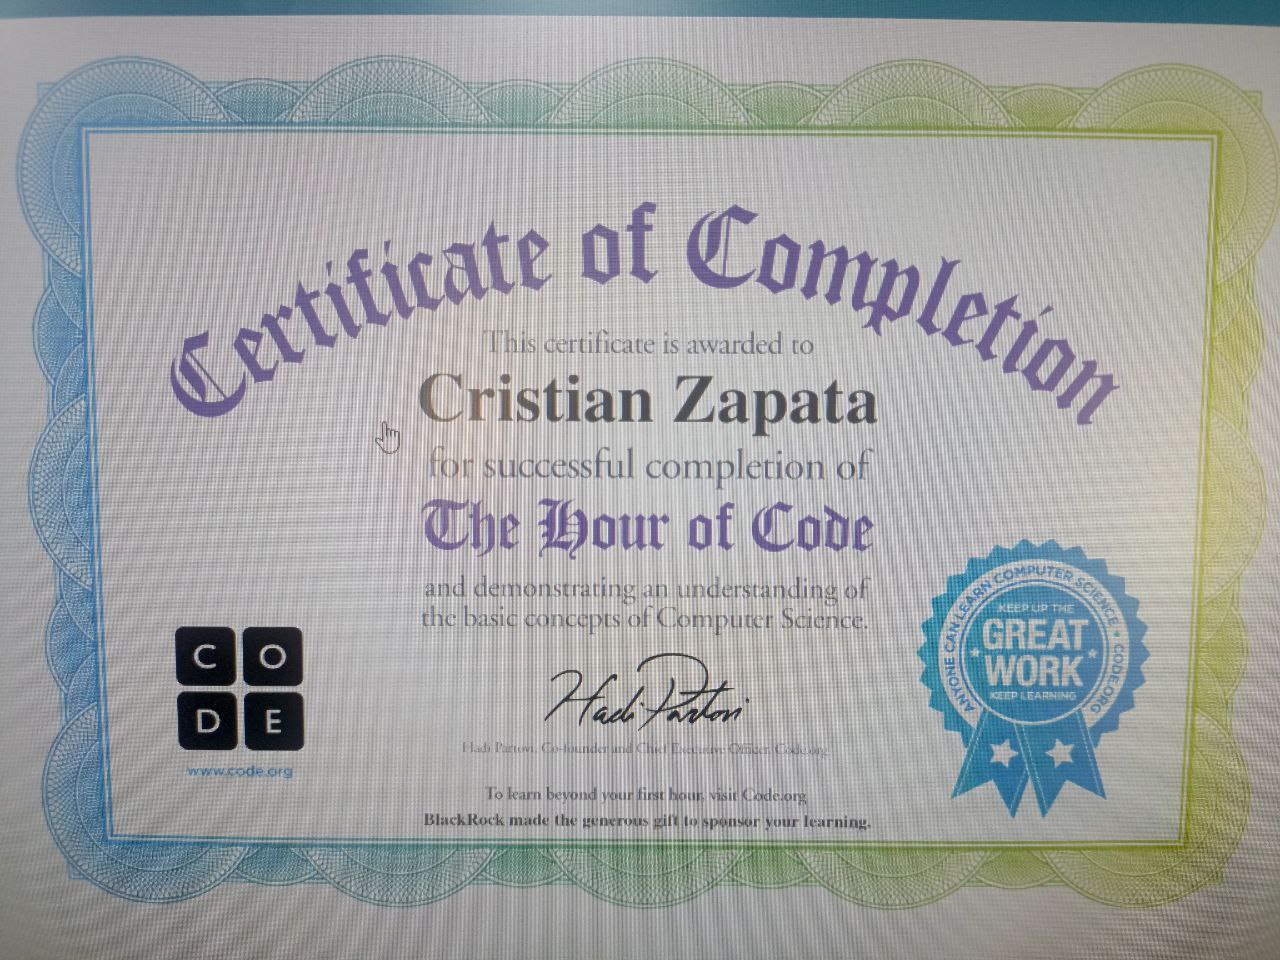 Certificate of Completion
This certificate is awarded to
Cristian Zapata
for successful completion of
The Hour of Code
and demonstrating an understanding of
the basic concepts of Computer Science.
C O
D E
www.code.org
Hadi Partovi
Hadi Partovi, Co-founder and Chief Executive Officer, Code.org
To learn beyond your first hour, visit Code.org
BlackRock made the generous gift to sponsor your learning.
ANYONE CAN LEARN COMPUTER SCIENCE • CODE.ORG
KEEP UP THE
GREAT
WORK
KEEP LEARNING